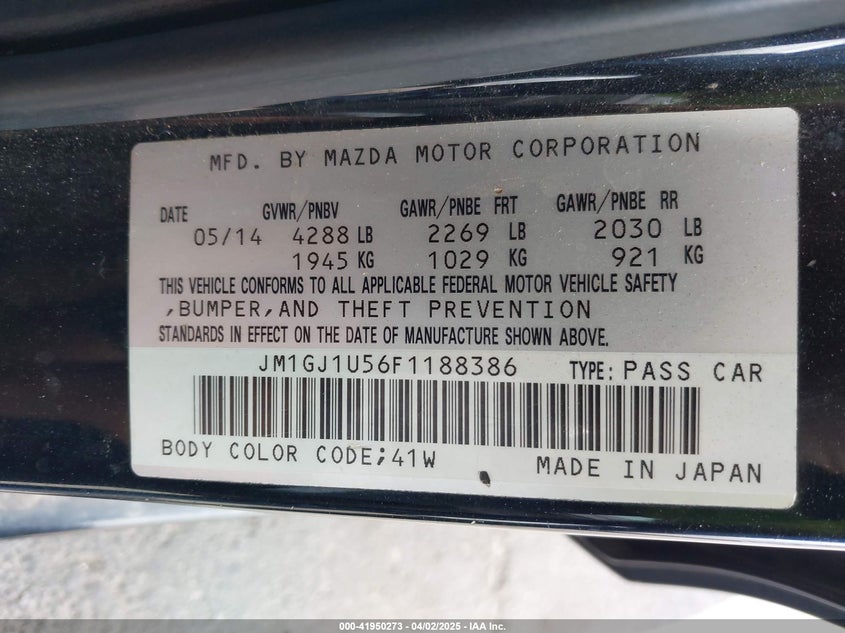 MFD. BY MAZDA MOTOR CORPORATION
DATE GVWR/PNBV GAWR/PNBE FRT GAWR/PNBE RR
05/14 4288 LB 2269 LB 2030 LB
1945 KG 1029 KG 921 KG
THIS VEHICLE CONFORMS TO ALL APPLICABLE FEDERAL MOTOR VEHICLE SAFETY
,BUMPER,AND THEFT PREVENTION
STANDARDS IN EFFECT ON THE DATE OF MANUFACTURE SHOWN ABOVE.
JM1GJ1U56F1188386 TYPE: PASS CAR
BODY COLOR CODE;41W MADE IN JAPAN
000-41950273 - 04/02/2025 - IAA Inc.